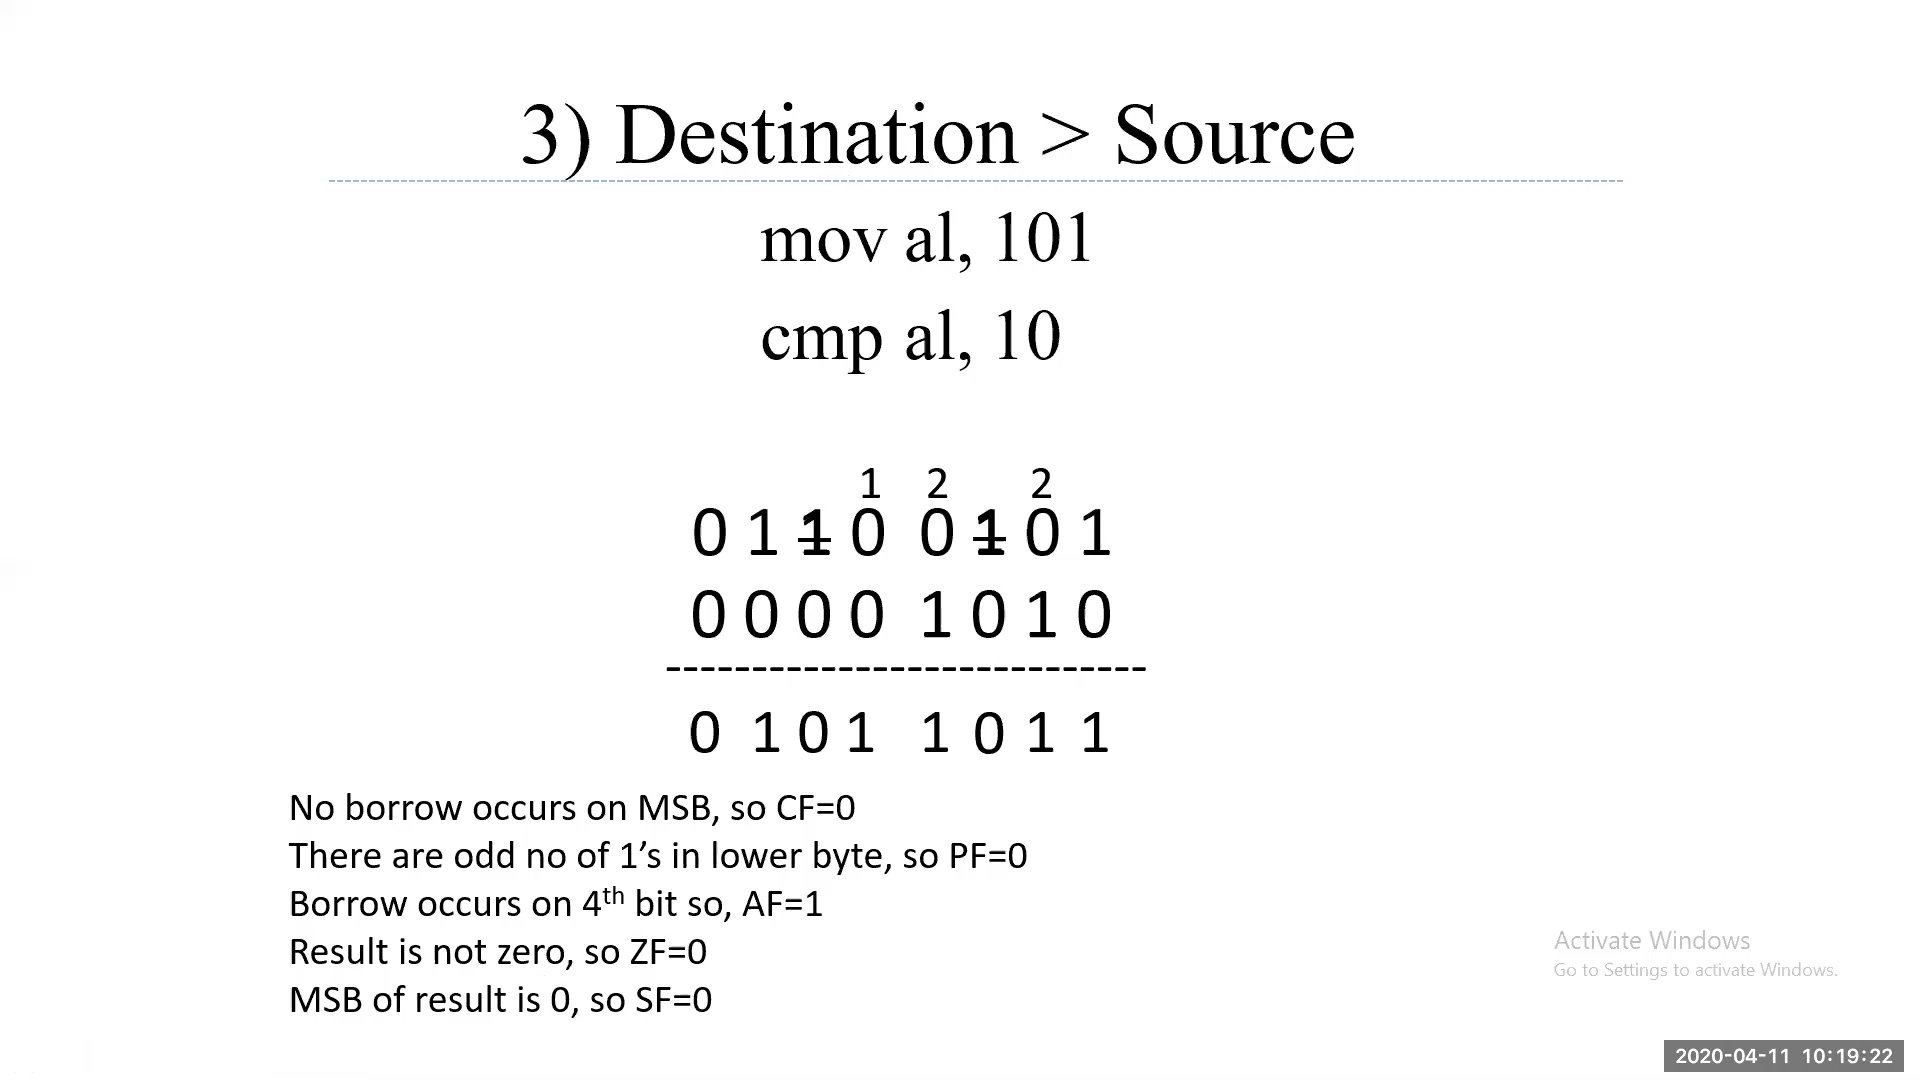 3) Destination > Source
mov al, 101
cmp al, 10
1 2 2
0 1 1 0 0 1 0 1
0 0 0 0 1 0 1 0
----------------------------
0 1 0 1 1 0 1 1
No borrow occurs on MSB, so CF=0
There are odd no of 1’s in lower byte, so PF=0
Borrow occurs on 4th bit so, AF=1
Result is not zero, so ZF=0
MSB of result is 0, so SF=0
Activate Windows
Go to Settings to activate Windows.
2020-04-11 10:19:22